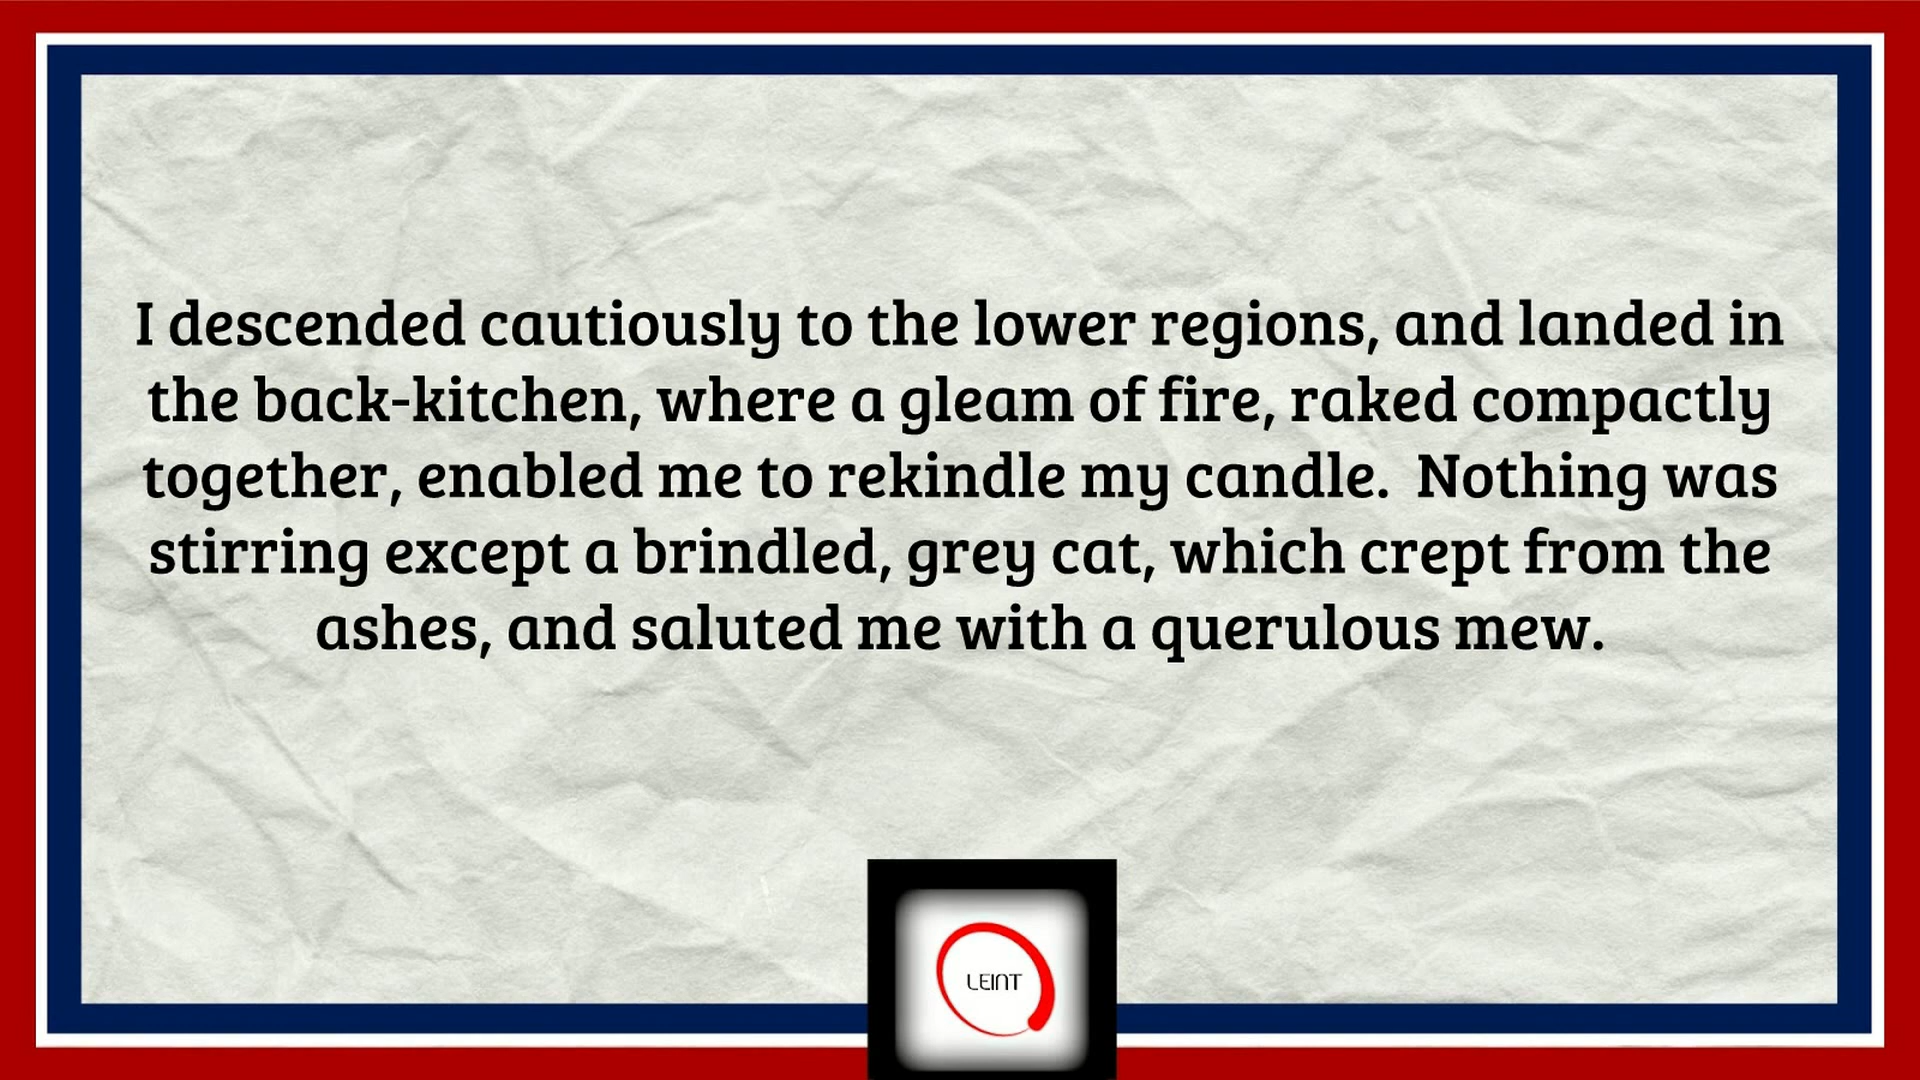 I descended cautiously to the lower regions, and landed in
the back-kitchen, where a gleam of fire, raked compactly
together, enabled me to rekindle my candle.  Nothing was
stirring except a brindled, grey cat, which crept from the
ashes, and saluted me with a querulous mew.
LEINT